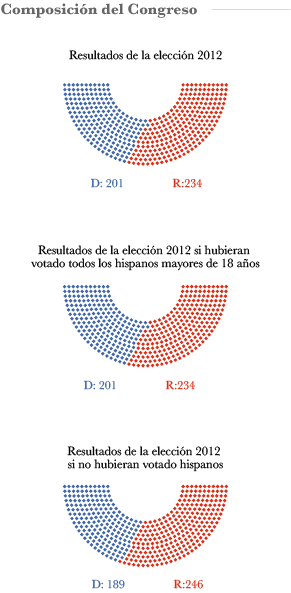 Composición del Congreso
Resultados de la elección 2012
D: 201 R:234
Resultados de la elección 2012 si hubieran
votado todos los hispanos mayores de 18 años
D: 201 R:234
Resultados de la elección 2012
si no hubieran votado hispanos
D: 189 R:246